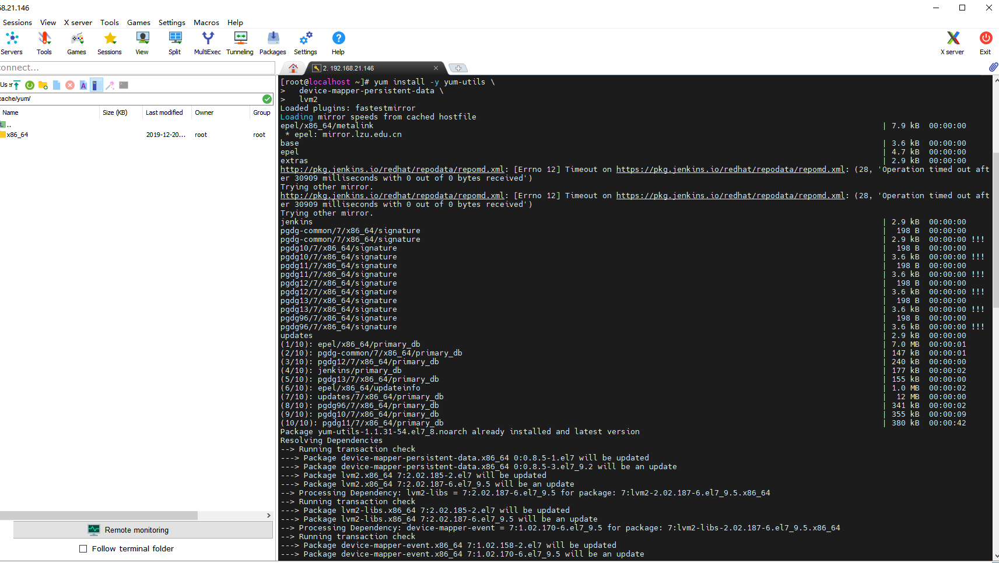 68.21.146
Sessions View X server Tools Games Settings Macros Help
Servers Tools Games Sessions View Split MultiExec Tunneling Packages Settings Help X server Exit
connect...
2. 192.168.21.146
User
cache/yum/
Name Size (KB) Last modified Owner Group
..
x86_64 2019-12-20... root root
Remote monitoring
Follow terminal folder
[root@localhost ~]# yum install -y yum-utils \
> device-mapper-persistent-data \
> lvm2
Loaded plugins: fastestmirror
Loading mirror speeds from cached hostfile
epel/x86_64/metalink | 7.9 kB 00:00:00
* epel: mirror.lzu.edu.cn
base | 3.6 kB 00:00:00
epel | 4.7 kB 00:00:00
extras | 2.9 kB 00:00:00
http://pkg.jenkins.io/redhat/repodata/repomd.xml: [Errno 12] Timeout on https://pkg.jenkins.io/redhat/repodata/repomd.xml: (28, 'Operation timed out aft
er 30909 milliseconds with 0 out of 0 bytes received')
Trying other mirror.
http://pkg.jenkins.io/redhat/repodata/repomd.xml: [Errno 12] Timeout on https://pkg.jenkins.io/redhat/repodata/repomd.xml: (28, 'Operation timed out aft
er 30909 milliseconds with 0 out of 0 bytes received')
Trying other mirror.
jenkins | 2.9 kB 00:00:00
pgdg-common/7/x86_64/signature | 198 B 00:00:00
pgdg-common/7/x86_64/signature | 2.9 kB 00:00:00 !!!
pgdg10/7/x86_64/signature | 198 B 00:00:00
pgdg10/7/x86_64/signature | 3.6 kB 00:00:00 !!!
pgdg11/7/x86_64/signature | 198 B 00:00:00
pgdg11/7/x86_64/signature | 3.6 kB 00:00:00 !!!
pgdg12/7/x86_64/signature | 198 B 00:00:00
pgdg12/7/x86_64/signature | 3.6 kB 00:00:00 !!!
pgdg13/7/x86_64/signature | 198 B 00:00:00
pgdg13/7/x86_64/signature | 3.6 kB 00:00:00 !!!
pgdg96/7/x86_64/signature | 198 B 00:00:00
pgdg96/7/x86_64/signature | 3.6 kB 00:00:00 !!!
updates | 2.9 kB 00:00:00
(1/10): epel/x86_64/primary_db | 7.0 MB 00:00:01
(2/10): pgdg-common/7/x86_64/primary_db | 147 kB 00:00:01
(3/10): pgdg12/7/x86_64/primary_db | 240 kB 00:00:00
(4/10): jenkins/primary_db | 177 kB 00:00:02
(5/10): pgdg13/7/x86_64/primary_db | 155 kB 00:00:00
(6/10): epel/x86_64/updateinfo | 1.0 MB 00:00:02
(7/10): updates/7/x86_64/primary_db | 12 MB 00:00:00
(8/10): pgdg96/7/x86_64/primary_db | 341 kB 00:00:02
(9/10): pgdg10/7/x86_64/primary_db | 355 kB 00:00:09
(10/10): pgdg11/7/x86_64/primary_db | 380 kB 00:00:42
Package yum-utils-1.1.31-54.el7_8.noarch already installed and latest version
Resolving Dependencies
--> Running transaction check
---> Package device-mapper-persistent-data.x86_64 0:0.8.5-1.el7 will be updated
---> Package device-mapper-persistent-data.x86_64 0:0.8.5-3.el7_9.2 will be an update
---> Package lvm2.x86_64 7:2.02.185-2.el7 will be updated
---> Package lvm2.x86_64 7:2.02.187-6.el7_9.5 will be an update
--> Processing Dependency: lvm2-libs = 7:2.02.187-6.el7_9.5 for package: 7:lvm2-2.02.187-6.el7_9.5.x86_64
--> Running transaction check
---> Package lvm2-libs.x86_64 7:2.02.185-2.el7 will be updated
---> Package lvm2-libs.x86_64 7:2.02.187-6.el7_9.5 will be an update
--> Processing Dependency: device-mapper-event = 7:1.02.170-6.el7_9.5 for package: 7:lvm2-libs-2.02.187-6.el7_9.5.x86_64
--> Running transaction check
---> Package device-mapper-event.x86_64 7:1.02.158-2.el7 will be updated
---> Package device-mapper-event.x86_64 7:1.02.170-6.el7_9.5 will be an update